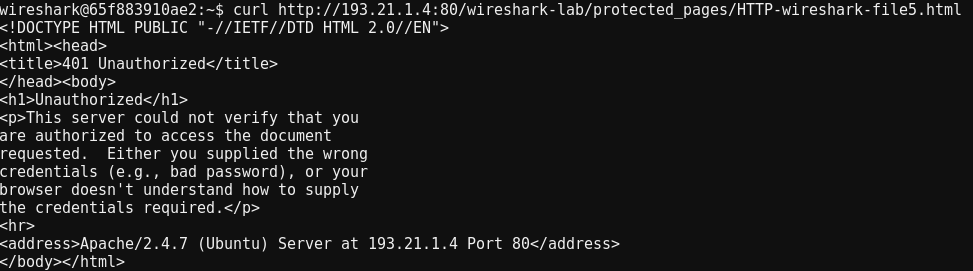 wireshark@65f883910ae2:~$ curl http://193.21.1.4:80/wireshark-lab/protected_pages/HTTP-wireshark-file5.html
<!DOCTYPE HTML PUBLIC "-//IETF//DTD HTML 2.0//EN">
<html><head>
<title>401 Unauthorized</title>
</head><body>
<h1>Unauthorized</h1>
<p>This server could not verify that you
are authorized to access the document
requested.  Either you supplied the wrong
credentials (e.g., bad password), or your
browser doesn't understand how to supply
the credentials required.</p>
<hr>
<address>Apache/2.4.7 (Ubuntu) Server at 193.21.1.4 Port 80</address>
</body></html>